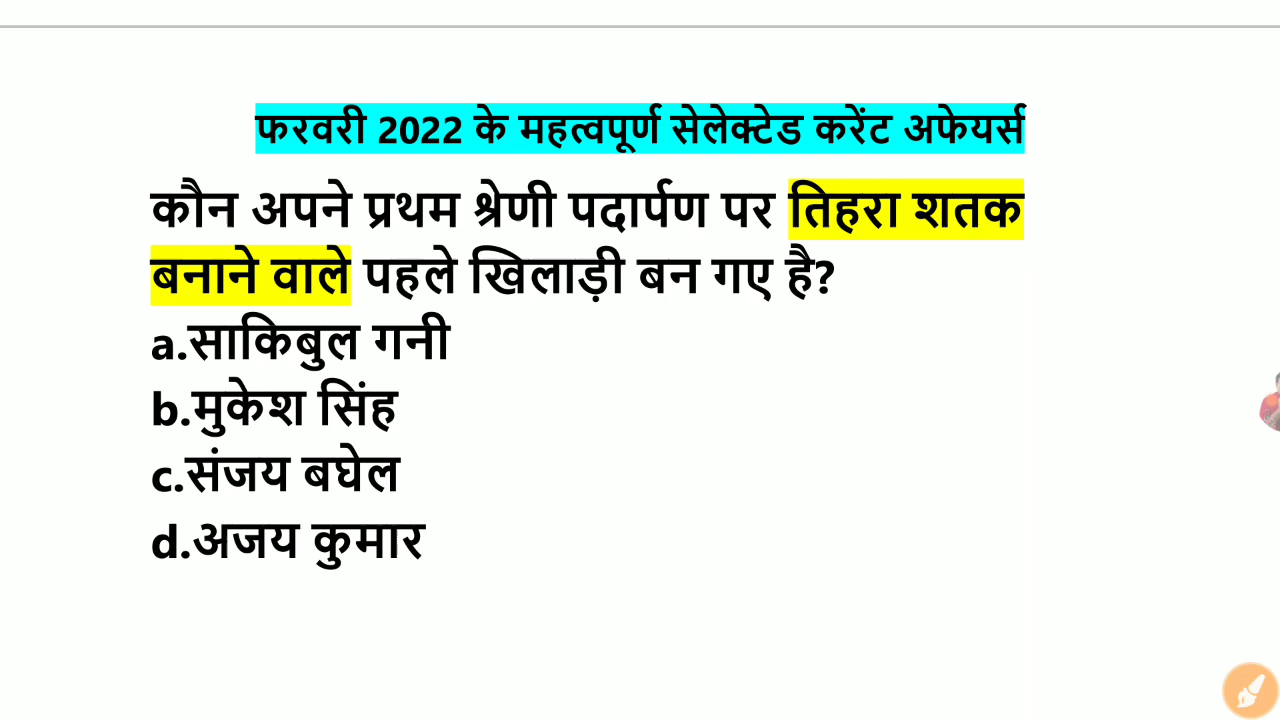 फरवरी 2022 के महत्वपूर्ण सेलेक्टेड करेंट अफेयर्स
कौन अपने प्रथम श्रेणी पदार्पण पर तिहरा शतक
बनाने वाले पहले खिलाड़ी बन गए है?
a.साकिबुल गनी
b.मुकेश सिंह
c.संजय बघेल
d.अजय कुमार